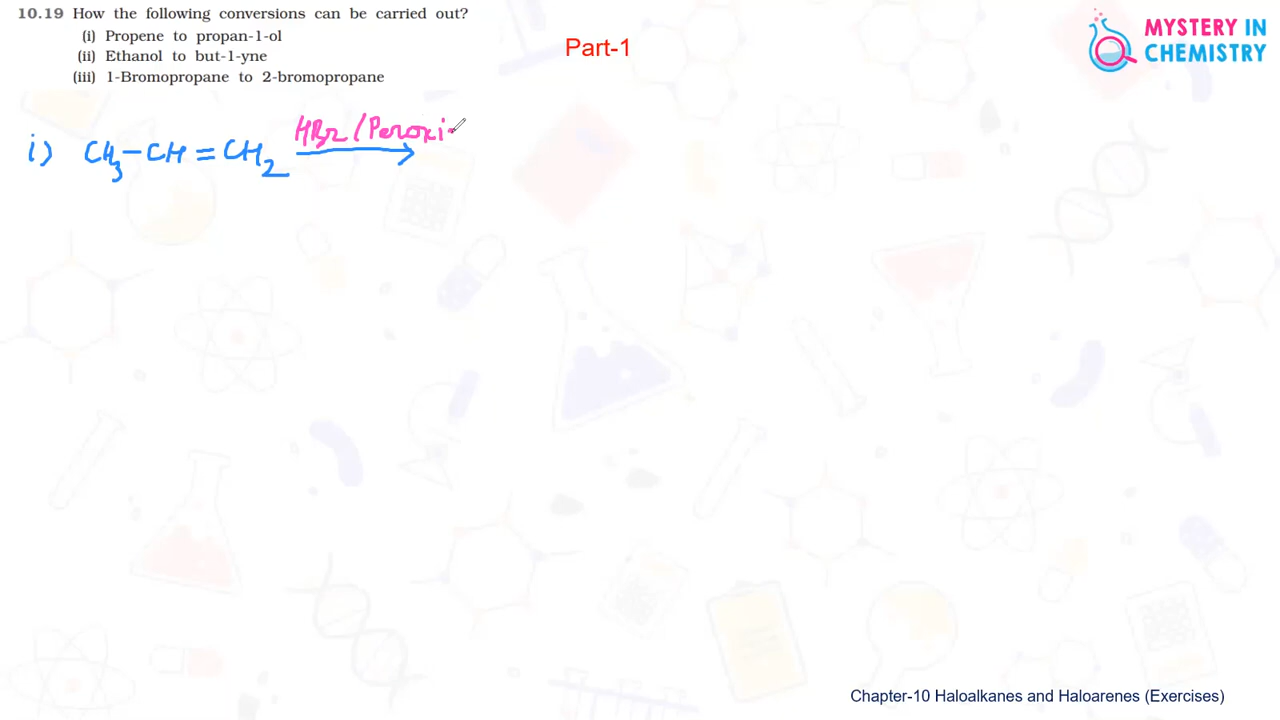 10.19 How the following conversions can be carried out?
(i) Propene to propan-1-ol
(ii) Ethanol to but-1-yne
(iii) 1-Bromopropane to 2-bromopropane
Part-1
MYSTERY IN
CHEMISTRY
HBr/Peroxi
i) CH3-CH=CH2
Chapter-10 Haloalkanes and Haloarenes (Exercises)